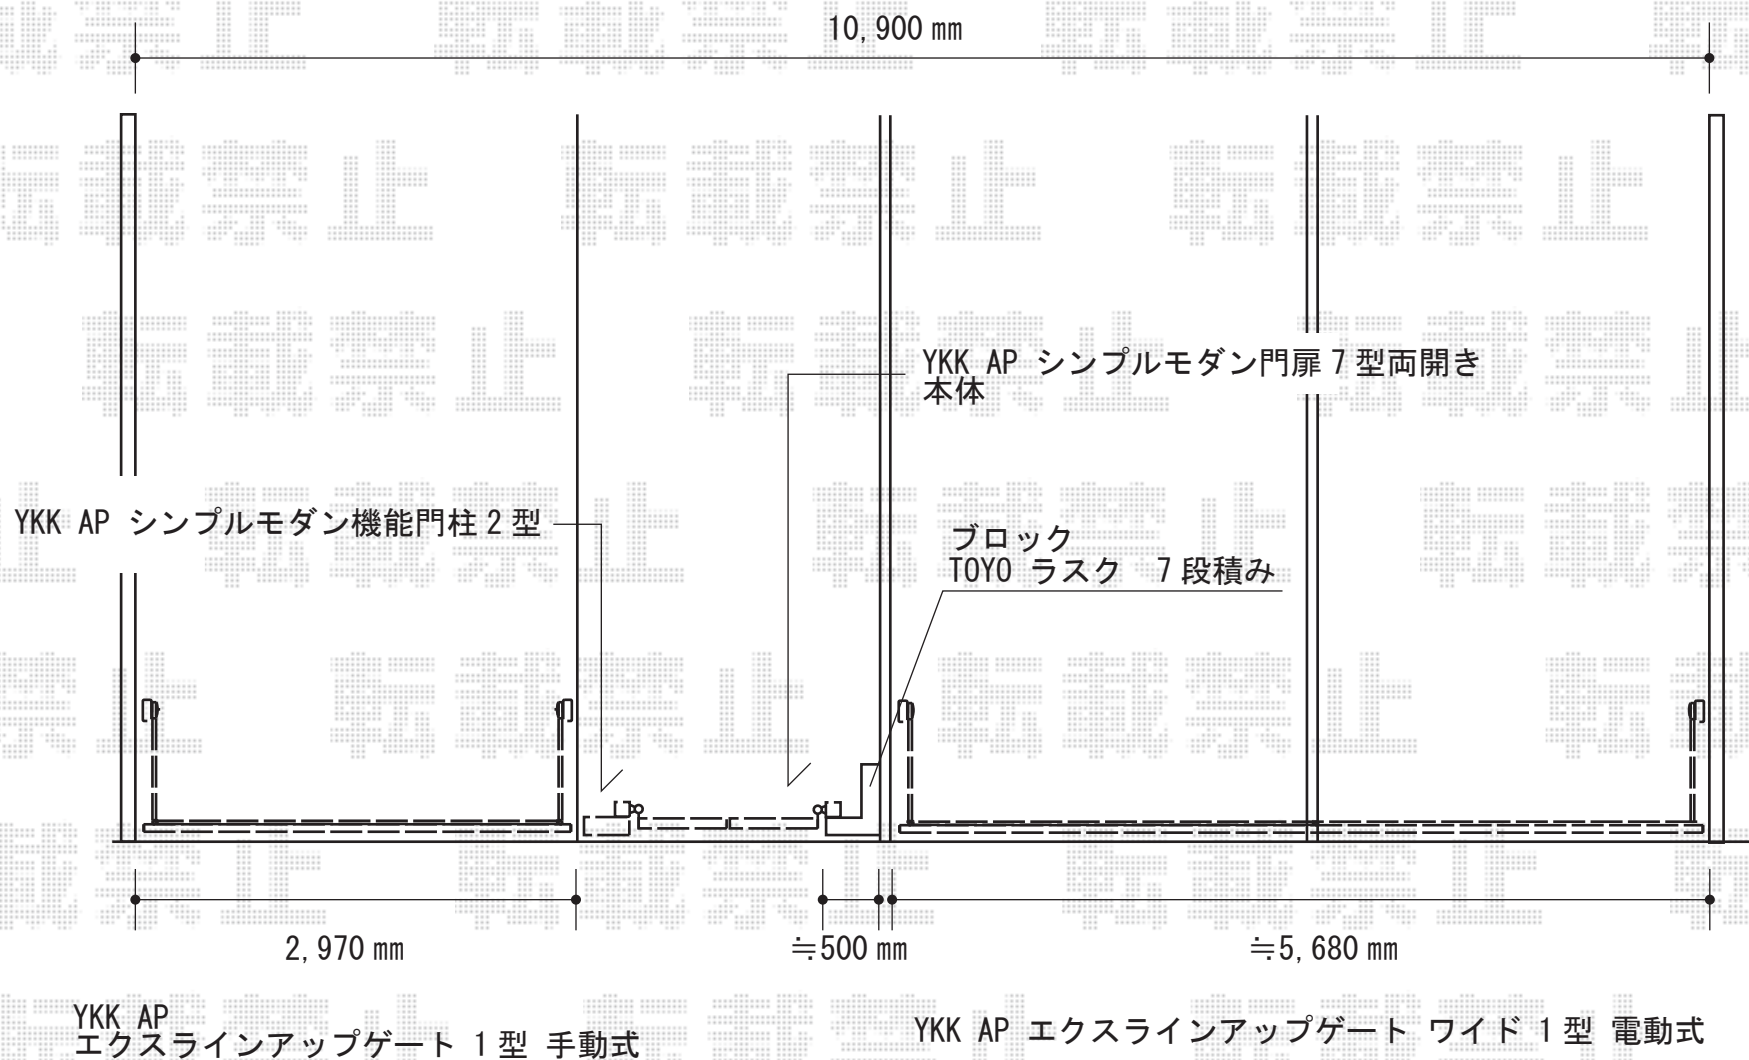 10,900 mm
YKK AP シンプルモダン門扉 7 型両開き
本体
YKK AP シンプルモダン機能門柱 2 型
ブロック
TOYO ラスク 7 段積み
2,970 mm
≒500 mm
≒5,680 mm
YKK AP
エクスラインアップゲート 1 型 手動式
YKK AP エクスラインアップゲート ワイド 1 型 電動式
転載禁止